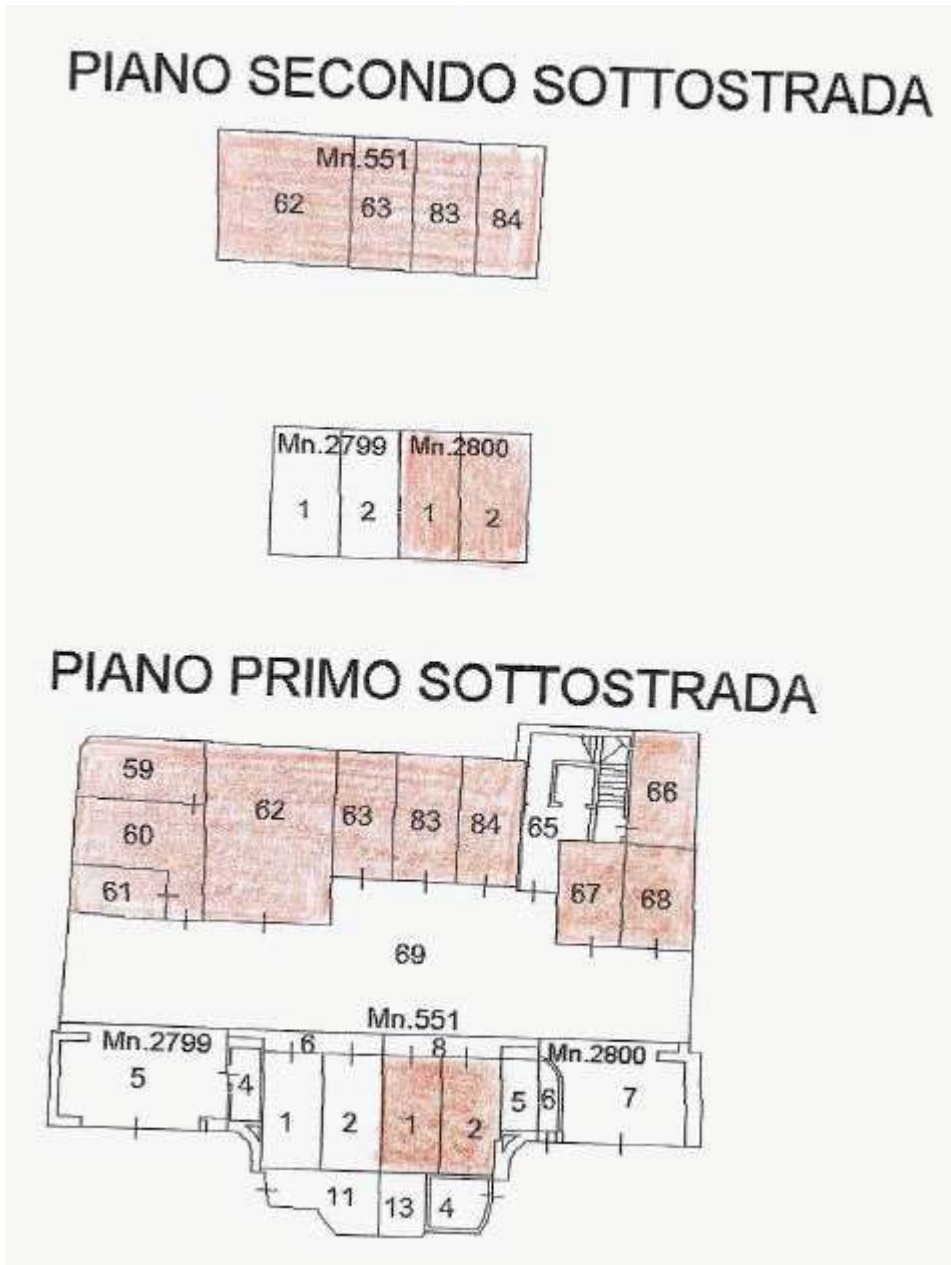 PIANO SECONDO SOTTOSTRADA
Mn.551
62 63 83 84
Mn.2799 Mn.2800
1 2 1 2
PIANO PRIMO SOTTOSTRADA
59
62 63 83 84 66
60 65
61 67 68
69
Mn.551
Mn.2799 6 8 Mn.2800
5 4 5 6 7
1 2 1 2
11 13 4